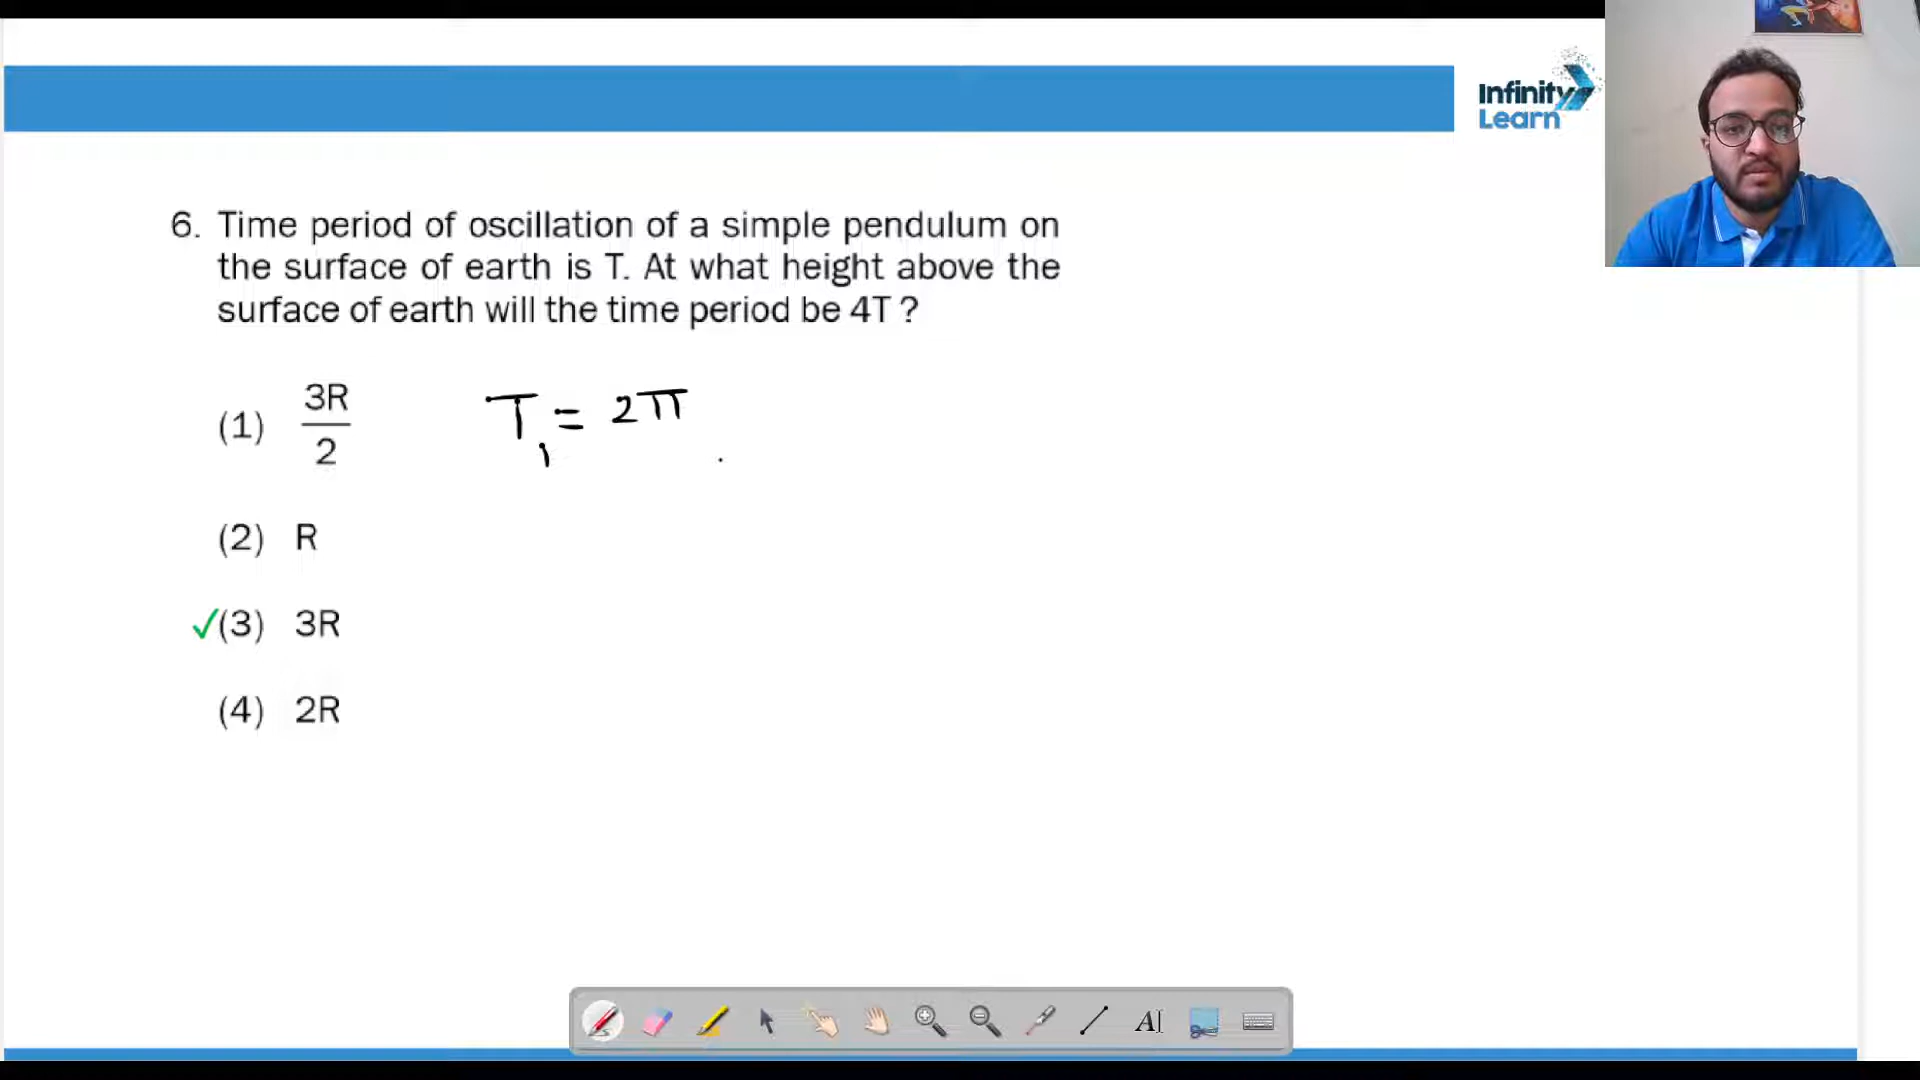 Infinity
Learn
6. Time period of oscillation of a simple pendulum on
the surface of earth is T. At what height above the
surface of earth will the time period be 4T ?
(1) 3R/2
T₁ = 2π
(2) R
✓(3) 3R
(4) 2R
A